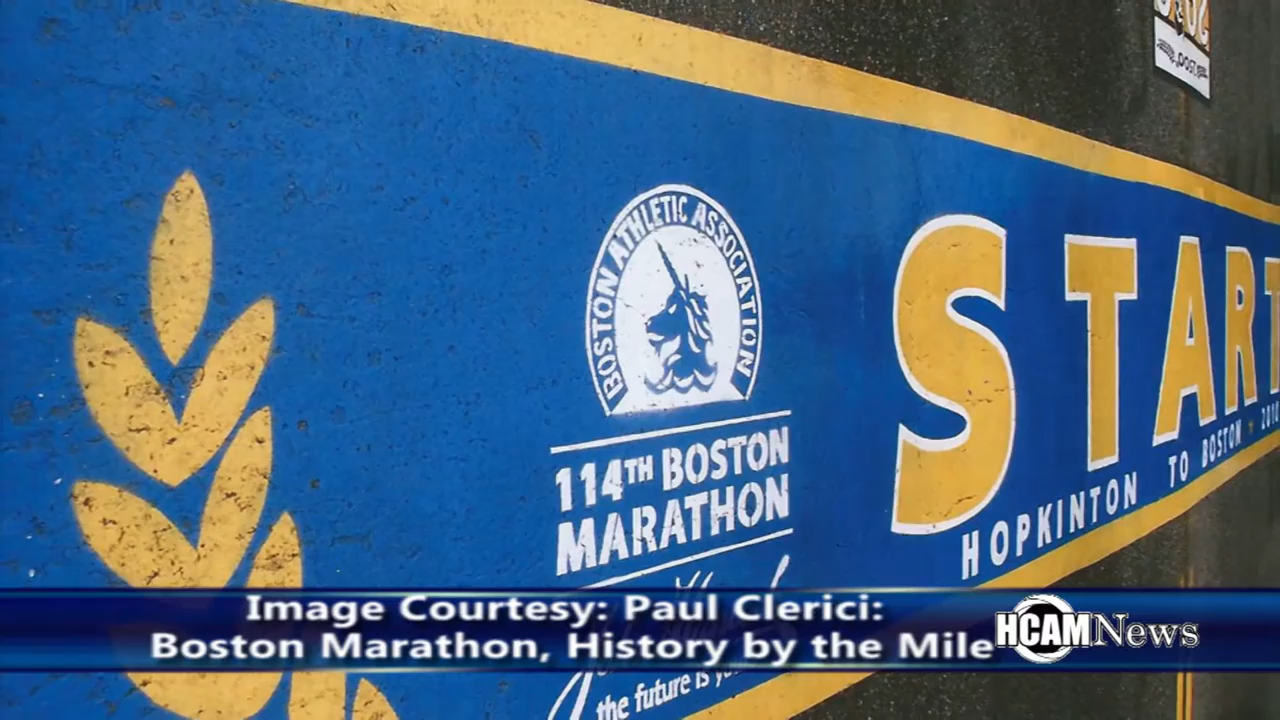 BOSTON ATHLETIC ASSOCIATION
114TH BOSTON
MARATHON
START
HOPKINTON TO BOSTON 2010
Image Courtesy: Paul Clerici:
Boston Marathon, History by the Mile
HCAMNews
the future is